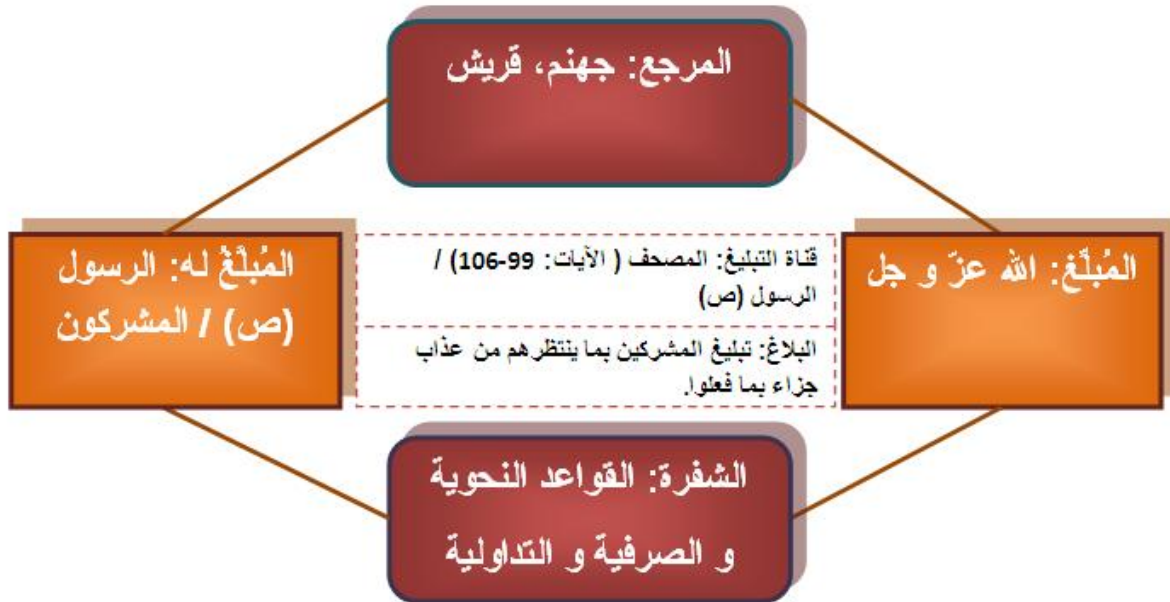 المرجع: جهنم، قريش
المُبلِّغ: الله عزّ و جل
قناة التبليغ: المصحف ( الآيات: 99-106) /
الرسول (ص)
البلاغ: تبليغ المشركين بما ينتظرهم من عذاب
جزاء بما فعلوا.
المُبلَّغُ له: الرسول
(ص) / المشركون
الشفرة: القواعد النحوية
و الصرفية و التداولية